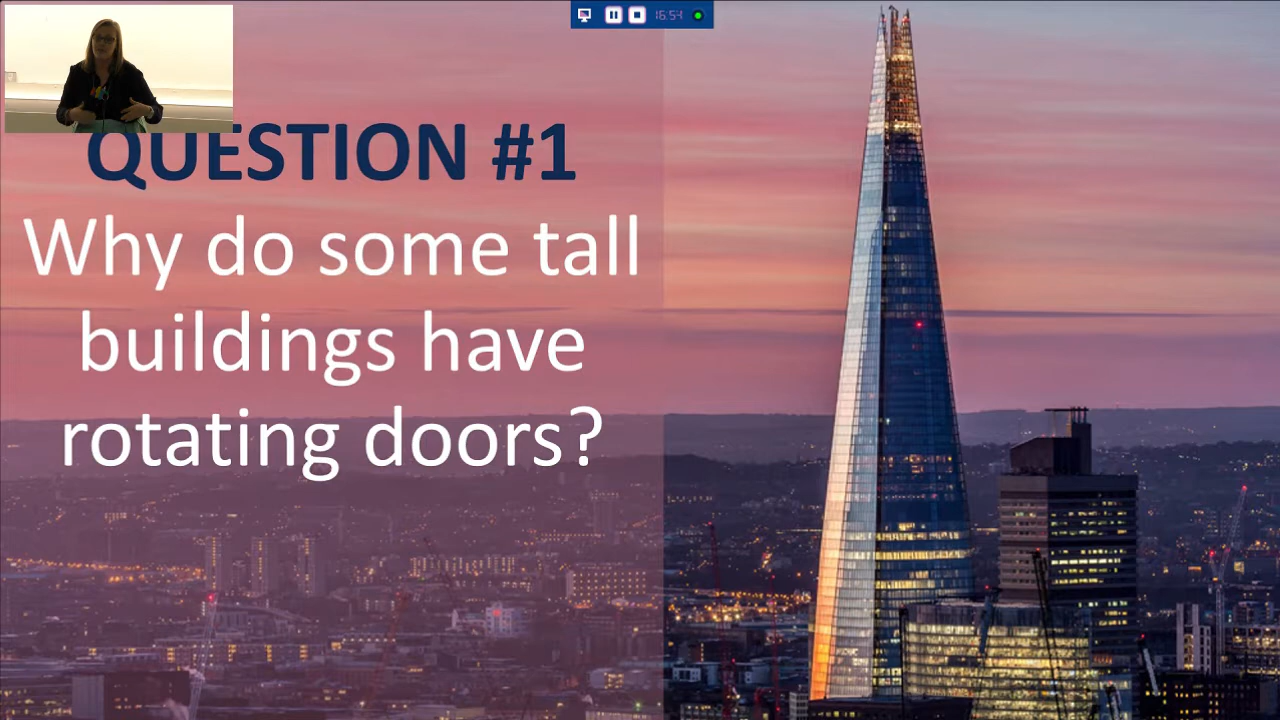 16:54
QUESTION #1
Why do some tall
buildings have
rotating doors?